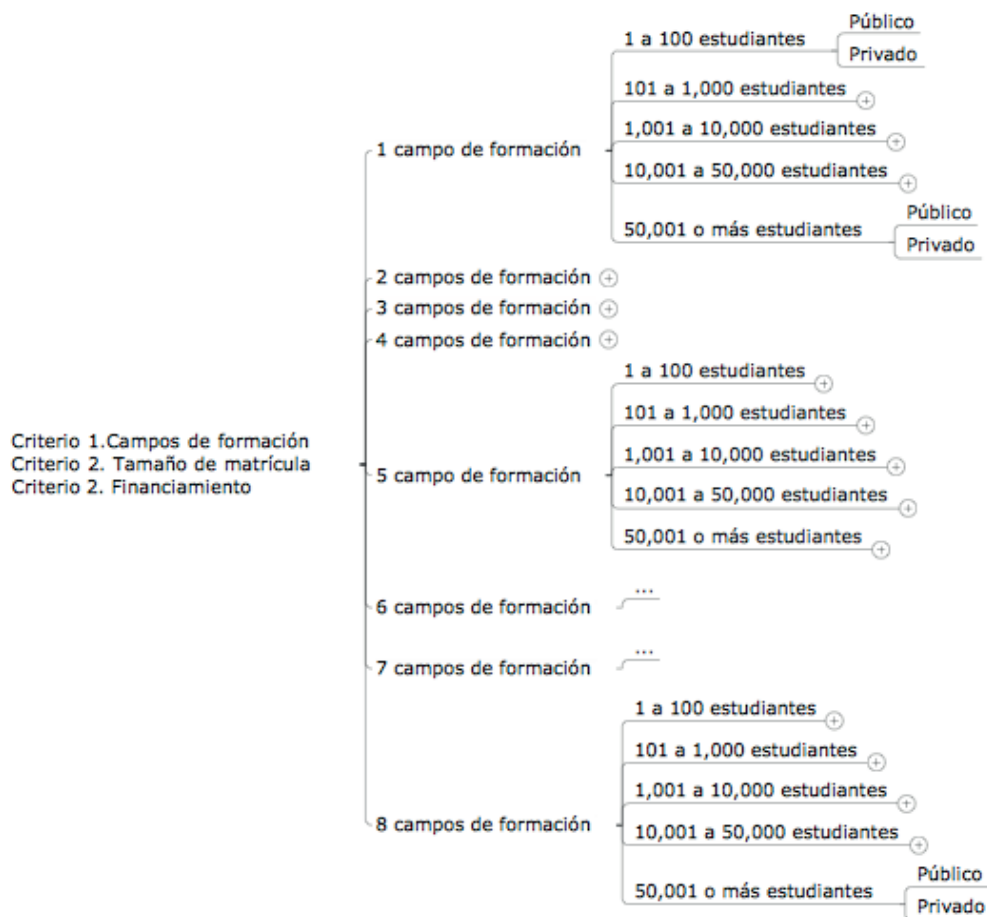 Criterio 1.Campos de formación
Criterio 2. Tamaño de matrícula
Criterio 2. Financiamiento
1 campo de formación
1 a 100 estudiantes
Público
Privado
101 a 1,000 estudiantes
1,001 a 10,000 estudiantes
10,001 a 50,000 estudiantes
50,001 o más estudiantes
Público
Privado
2 campos de formación
3 campos de formación
4 campos de formación
5 campo de formación
1 a 100 estudiantes
101 a 1,000 estudiantes
1,001 a 10,000 estudiantes
10,001 a 50,000 estudiantes
50,001 o más estudiantes
6 campos de formación
...
7 campos de formación
...
8 campos de formación
1 a 100 estudiantes
101 a 1,000 estudiantes
1,001 a 10,000 estudiantes
10,001 a 50,000 estudiantes
50,001 o más estudiantes
Público
Privado